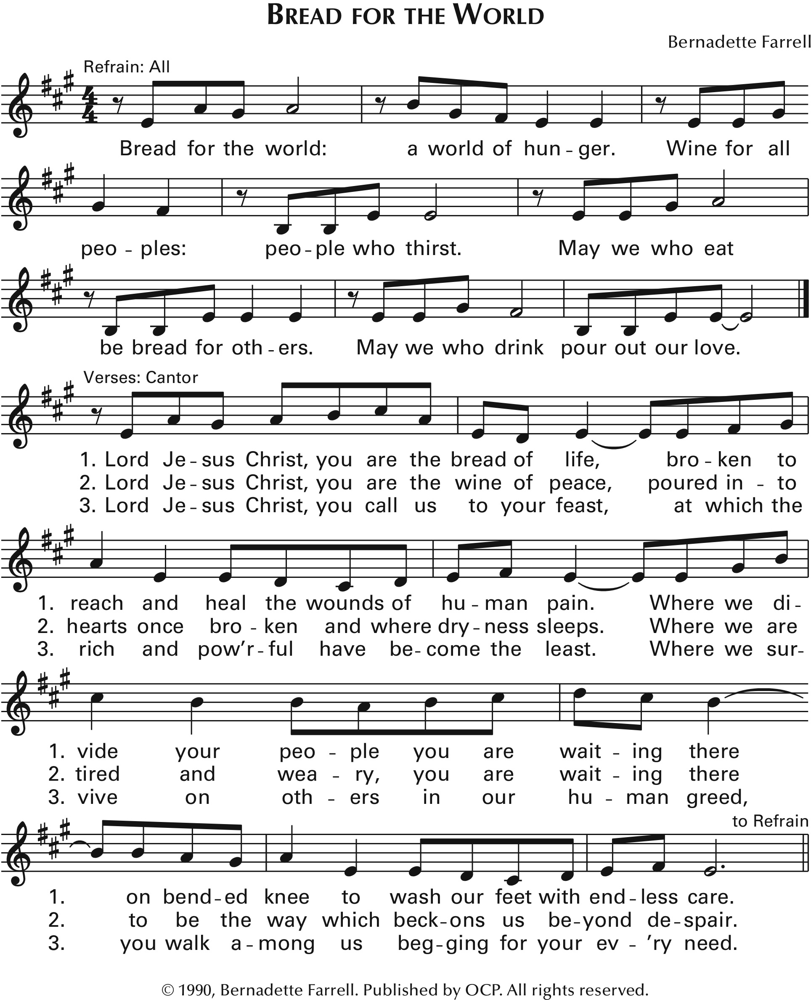 BREAD FOR THE WORLD
Bernadette Farrell
Refrain: All
4
4
Bread for the world: a world of hun - ger. Wine for all
peo - ples: peo - ple who thirst. May we who eat
be bread for oth - ers. May we who drink pour out our love.
Verses: Cantor
1. Lord Je - sus Christ, you are the bread of life, bro - ken to
2. Lord Je - sus Christ, you are the wine of peace, poured in - to
3. Lord Je - sus Christ, you call us to your feast, at which the
1. reach and heal the wounds of hu - man pain. Where we di -
2. hearts once bro - ken and where dry - ness sleeps. Where we are
3. rich and pow’r - ful have be - come the least. Where we sur -
1. vide your peo - ple you are wait - ing there
2. tired and wea - ry, you are wait - ing there
3. vive on oth - ers in our hu - man greed,
to Refrain
1. on bend - ed knee to wash our feet with end - less care.
2. to be the way which beck - ons us be - yond de - spair.
3. you walk a - mong us beg - ging for your ev - ’ry need.
© 1990, Bernadette Farrell. Published by OCP. All rights reserved.